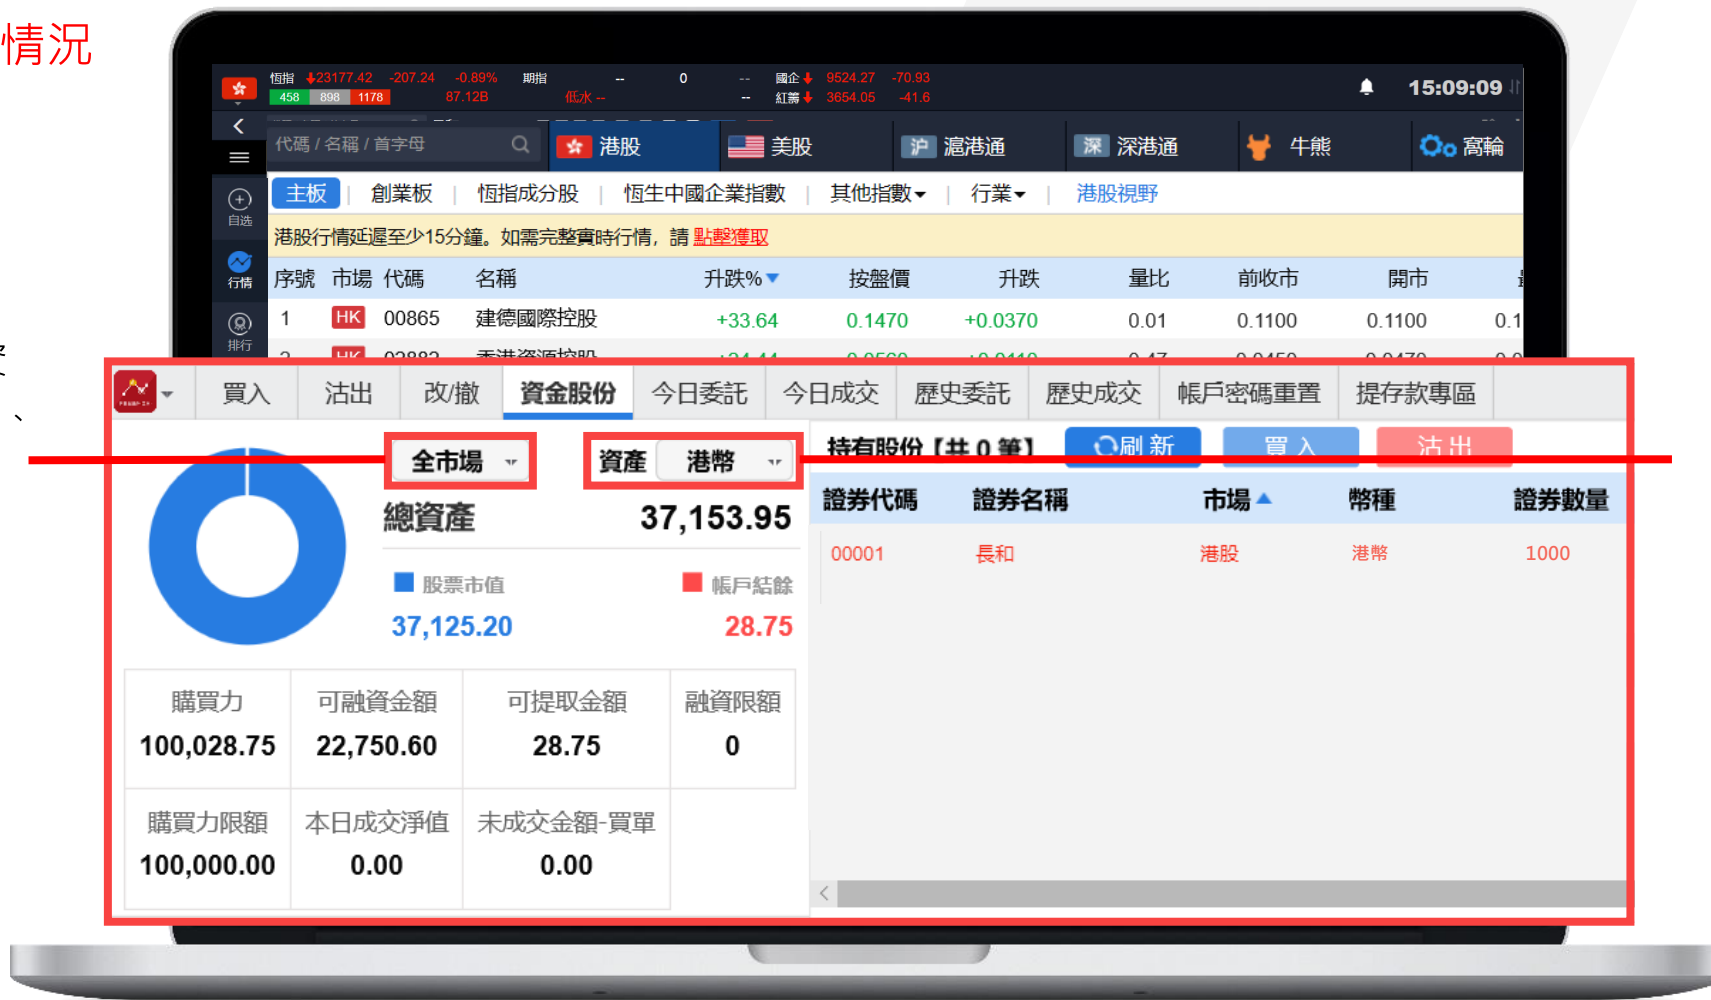 情況
恆指 23177.42 -207.24 -0.89% 期指 -- 0 -- 國企 9524.27 -70.93
458 898 1178 87.12B 低水 -- -- 紅籌 3654.05 -41.6
15:09:09
代碼 / 名稱 / 首字母 港股 美股 沪 滬港通 深 深港通 牛熊 窩輪
自选
行情
排行
主板 | 創業板 | 恆指成分股 | 恆生中國企業指數 | 其他指數 | 行業 | 港股視野
港股行情延遲至少15分鐘。如需完整實時行情，請 點擊獲取
序號 市場 代碼 名稱 升跌% 按盤價 升跌 量比 前收市 開市
1 HK 00865 建德國際控股 +33.64 0.1470 +0.0370 0.01 0.1100 0.1100 0.1
、
買入 沽出 改/撤 資金股份 今日委託 今日成交 歷史委託 歷史成交 帳戶密碼重置 提存款專區
全市場 資產 港幣
總資產 37,153.95
股票市值 帳戶結餘
37,125.20 28.75
購買力 可融資金額 可提取金額 融資限額
100,028.75 22,750.60 28.75 0
購買力限額 本日成交淨值 未成交金額-買單
100,000.00 0.00 0.00
持有股份【共 0 筆】 刷新 買入 沽出
證券代碼 證券名稱 市場 幣種 證券數量
00001 長和 港股 港幣 1000